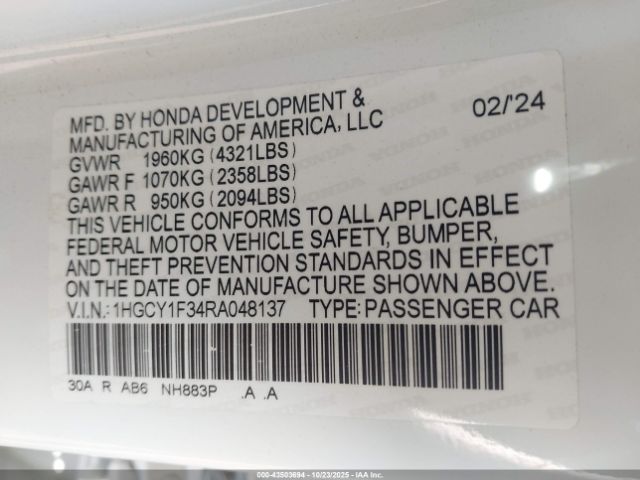 MFD. BY HONDA DEVELOPMENT & 02/'24
MANUFACTURING OF AMERICA, LLC
GVWR 1960KG (4321LBS)
GAWR F 1070KG (2358LBS)
GAWR R 950KG (2094LBS)
THIS VEHICLE CONFORMS TO ALL APPLICABLE
FEDERAL MOTOR VEHICLE SAFETY, BUMPER,
AND THEFT PREVENTION STANDARDS IN EFFECT
ON THE DATE OF MANUFACTURE SHOWN ABOVE.
V.I.N.: 1HGCY1F34RA048137 TYPE: PASSENGER CAR
30A R AB6 NH883P .A .A
000-43503694 | 10/23/2025 | IAA Inc.